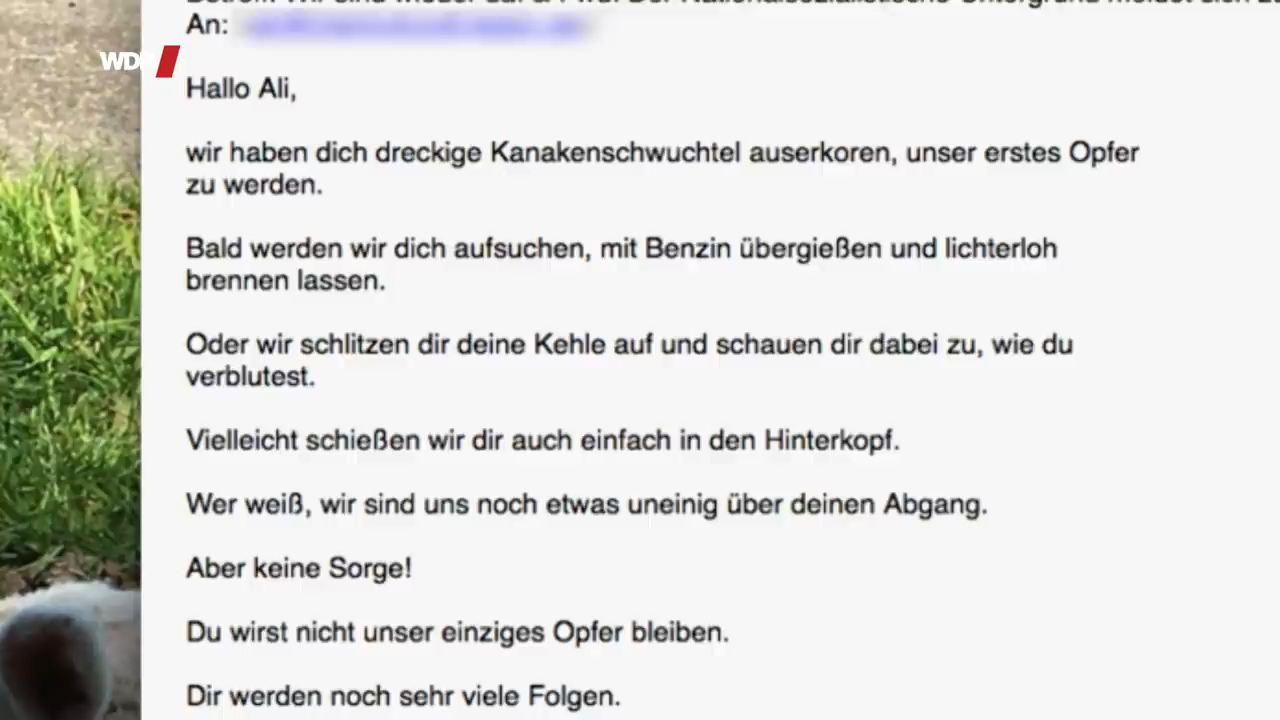 An:
WDR
Hallo Ali,
wir haben dich dreckige Kanakenschwuchtel auserkoren, unser erstes Opfer
zu werden.
Bald werden wir dich aufsuchen, mit Benzin übergießen und lichterloh
brennen lassen.
Oder wir schlitzen dir deine Kehle auf und schauen dir dabei zu, wie du
verblutest.
Vielleicht schießen wir dir auch einfach in den Hinterkopf.
Wer weiß, wir sind uns noch etwas uneinig über deinen Abgang.
Aber keine Sorge!
Du wirst nicht unser einziges Opfer bleiben.
Dir werden noch sehr viele Folgen.